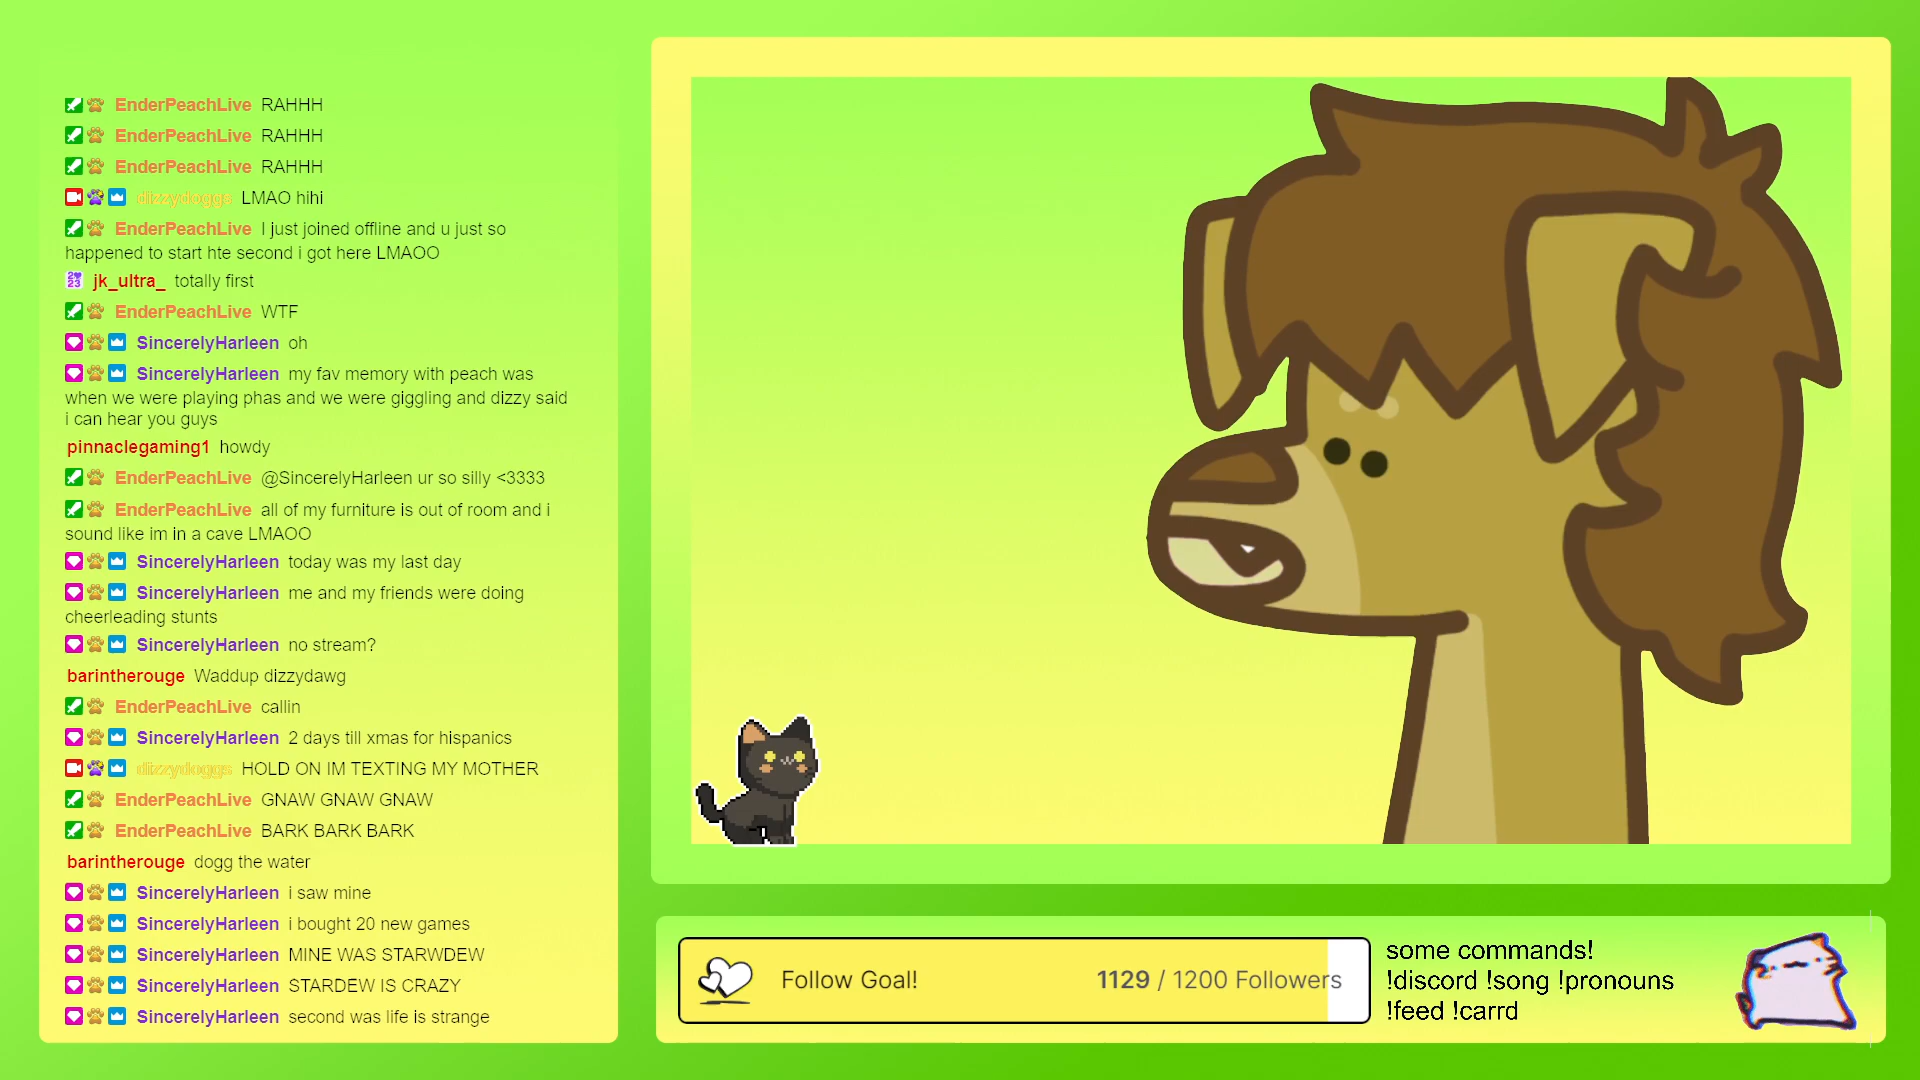 EnderPeachLive RAHHH
EnderPeachLive RAHHH
EnderPeachLive RAHHH
dizzydoggs LMAO hihi
EnderPeachLive I just joined offline and u just so
happened to start hte second i got here LMAOO
jk_ultra_ totally first
EnderPeachLive WTF
SincerelyHarleen oh
SincerelyHarleen my fav memory with peach was
when we were playing phas and we were giggling and dizzy said
i can hear you guys
pinnaclegaming1 howdy
EnderPeachLive @SincerelyHarleen ur so silly <3333
EnderPeachLive all of my furniture is out of room and i
sound like im in a cave LMAOO
SincerelyHarleen today was my last day
SincerelyHarleen me and my friends were doing
cheerleading stunts
SincerelyHarleen no stream?
barintherouge Waddup dizzydawg
EnderPeachLive callin
SincerelyHarleen 2 days till xmas for hispanics
dizzydoggs HOLD ON IM TEXTING MY MOTHER
EnderPeachLive GNAW GNAW GNAW
EnderPeachLive BARK BARK BARK
barintherouge dogg the water
SincerelyHarleen i saw mine
SincerelyHarleen i bought 20 new games
SincerelyHarleen MINE WAS STARWDEW
SincerelyHarleen STARDEW IS CRAZY
SincerelyHarleen second was life is strange
Follow Goal! 1129 / 1200 Followers
some commands!
!discord !song !pronouns
!feed !carrd